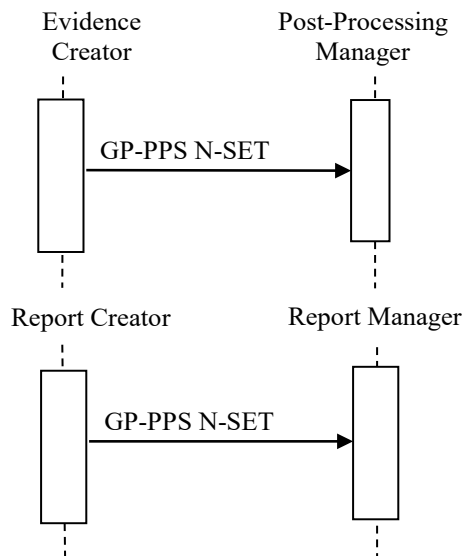 Evidence
Creator
Post-Processing
Manager
GP-PPS N-SET
Report Creator
Report Manager
GP-PPS N-SET